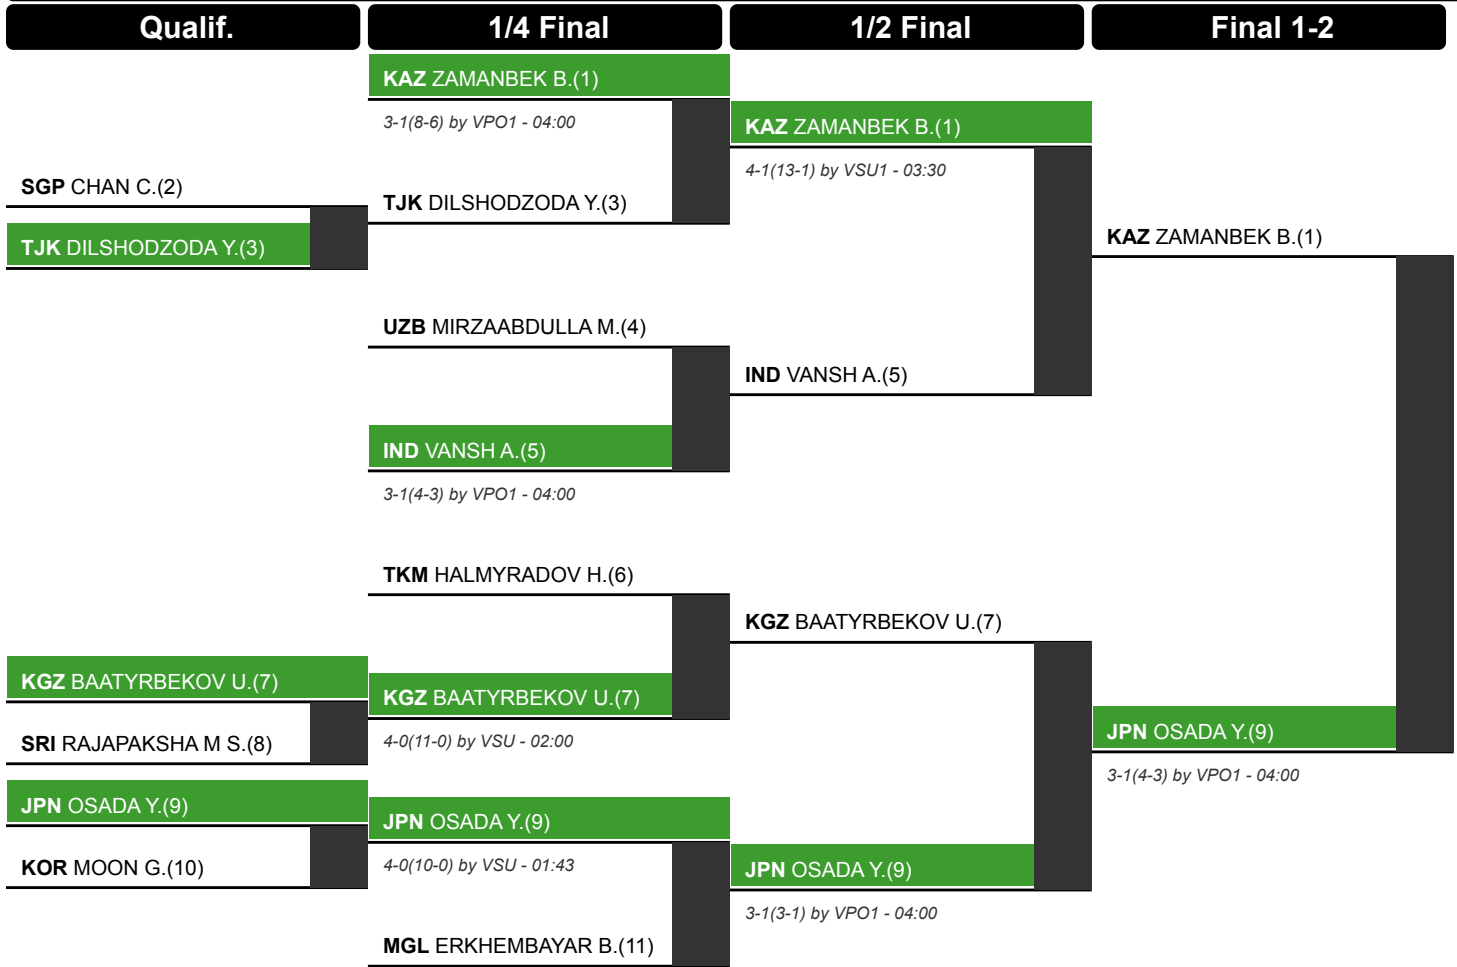 Qualif.
1/4 Final
1/2 Final
Final 1-2
SGP CHAN C.(2)
TJK DILSHODZODA Y.(3)
KGZ BAATYRBEKOV U.(7)
SRI RAJAPAKSHA M S.(8)
JPN OSADA Y.(9)
KOR MOON G.(10)
KAZ ZAMANBEK B.(1)
3-1(8-6) by VPO1 - 04:00
TJK DILSHODZODA Y.(3)
UZB MIRZAABDULLA M.(4)
IND VANSH A.(5)
3-1(4-3) by VPO1 - 04:00
TKM HALMYRADOV H.(6)
KGZ BAATYRBEKOV U.(7)
4-0(11-0) by VSU - 02:00
JPN OSADA Y.(9)
4-0(10-0) by VSU - 01:43
MGL ERKHEMBAYAR B.(11)
KAZ ZAMANBEK B.(1)
4-1(13-1) by VSU1 - 03:30
IND VANSH A.(5)
KGZ BAATYRBEKOV U.(7)
JPN OSADA Y.(9)
3-1(3-1) by VPO1 - 04:00
KAZ ZAMANBEK B.(1)
JPN OSADA Y.(9)
3-1(4-3) by VPO1 - 04:00